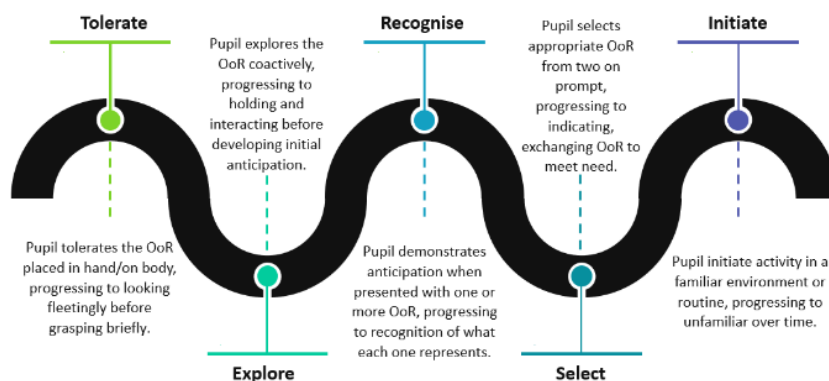 Tolerate
Pupil tolerates the OoR
placed in hand/on body,
progressing to looking
fleetingly before
grasping briefly.
Pupil explores the
OoR coactively,
progressing to
holding and
interacting before
developing initial
anticipation.
Explore
Recognise
Pupil demonstrates
anticipation when
presented with one or
more OoR, progressing
to recognition of what
each one represents.
Pupil selects
appropriate OoR
from two on
prompt,
progressing to
indicating,
exchanging OoR to
meet need.
Select
Initiate
Pupil initiate activity in a
familiar environment or
routine, progressing to
unfamiliar over time.